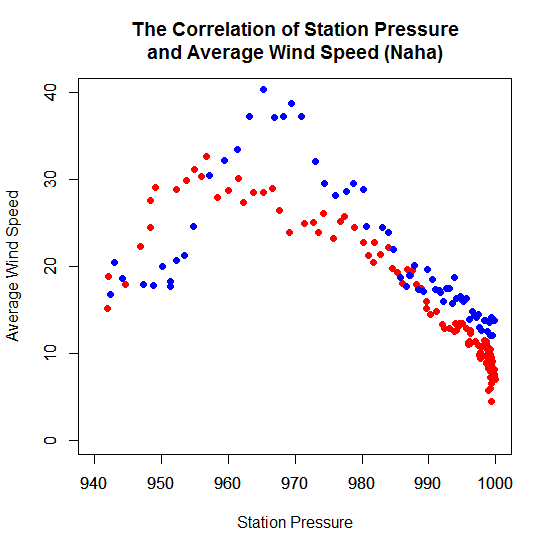 The Correlation of Station Pressure
and Average Wind Speed (Naha)
Average Wind Speed
40
30
20
10
0
940 950 960 970 980 990 1000
Station Pressure